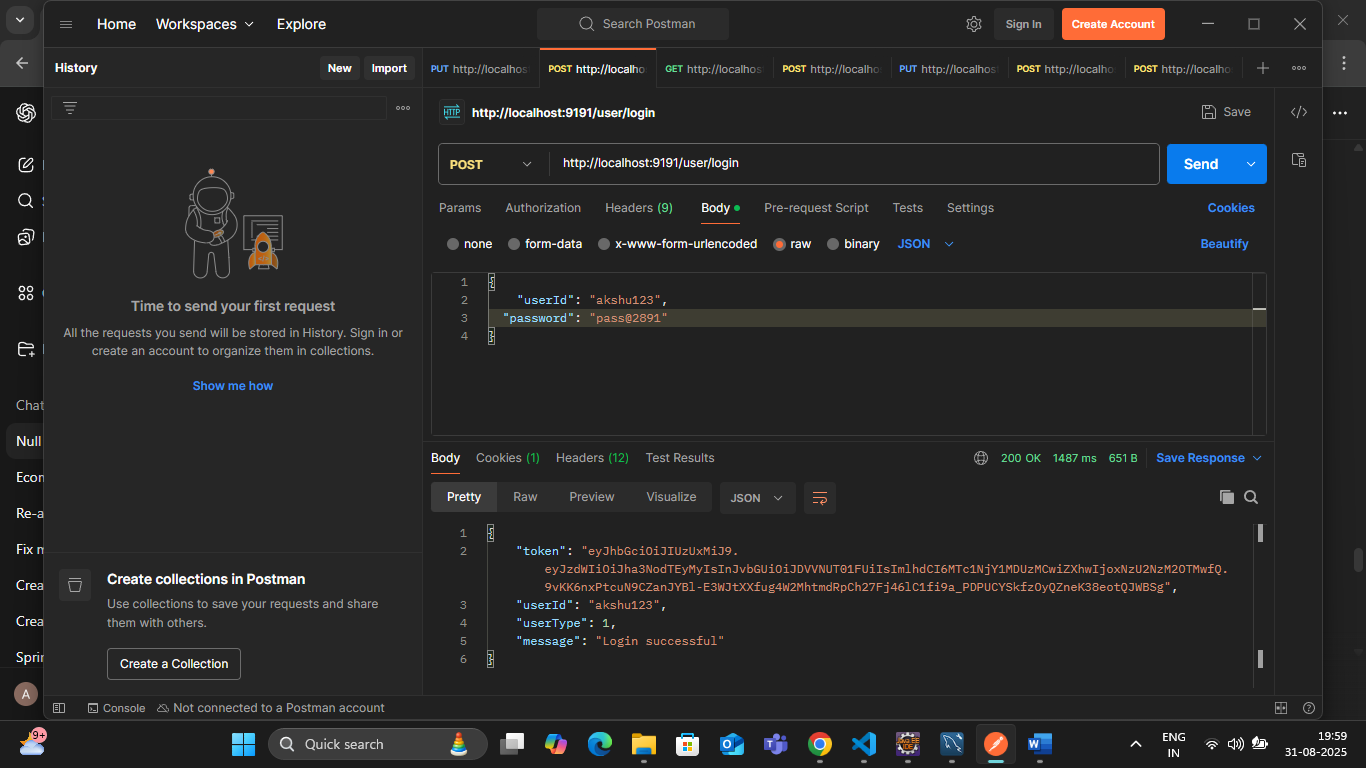 Home
Workspaces
Explore
Search Postman
Sign In
Create Account
History
New
Import
PUT http://localhos
POST http://localho
GET http://localhos
POST http://localho
PUT http://localhos
POST http://localho
POST http://localho
HTTP
http://localhost:9191/user/login
Save
POST
http://localhost:9191/user/login
Send
Params
Authorization
Headers (9)
Body
Pre-request Script
Tests
Settings
Cookies
none
form-data
x-www-form-urlencoded
raw
binary
JSON
Beautify
1 {
2 "userId": "akshu123",
3 "password": "pass@2891"
4 }
Time to send your first request
All the requests you send will be stored in History. Sign in or
create an account to organize them in collections.
Show me how
Chat
Null
Econ
Re-a
Fix n
Crea
Crea
Sprin
A
Create collections in Postman
Use collections to save your requests and share
them with others.
Create a Collection
Body
Cookies (1)
Headers (12)
Test Results
200 OK
1487 ms
651 B
Save Response
Pretty
Raw
Preview
Visualize
JSON
1 {
2 "token": "eyJhbGciOiJIUzUxMiJ9.
eyJzdWIiOiJha3NodTEyMyIsInJvbGUiOiJDVVNUT01FUiIsImlhdCI6MTc1NjY1MDUzMCwiZXhwIjoxNzU2NzM2OTMwfQ.
9vKK6nxPtcuN9CZanJYBl-E3WJtXXfug4W2MhtmdRpCh27Fj46lC1fi9a_PDPUCYSkfzOyQZneK38eotQJWBSg",
3 "userId": "akshu123",
4 "userType": 1,
5 "message": "Login successful"
6 }
Console
Not connected to a Postman account
9+
Quick search
ENG
IN
19:59
31-08-2025